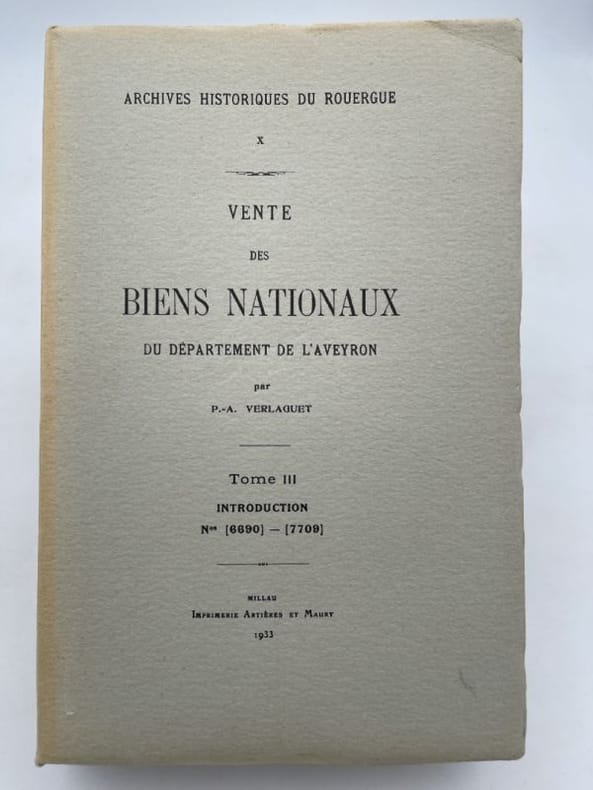 ARCHIVES HISTORIQUES DU ROUERGUE
X
VENTE
DES
BIENS NATIONAUX
DU DÉPARTEMENT DE L'AVEYRON
par
P.-A. VERLAGUET
Tome III
INTRODUCTION
Nos [6690] — [7709]
MILLAU
Imprimerie Artières et Maury
1933